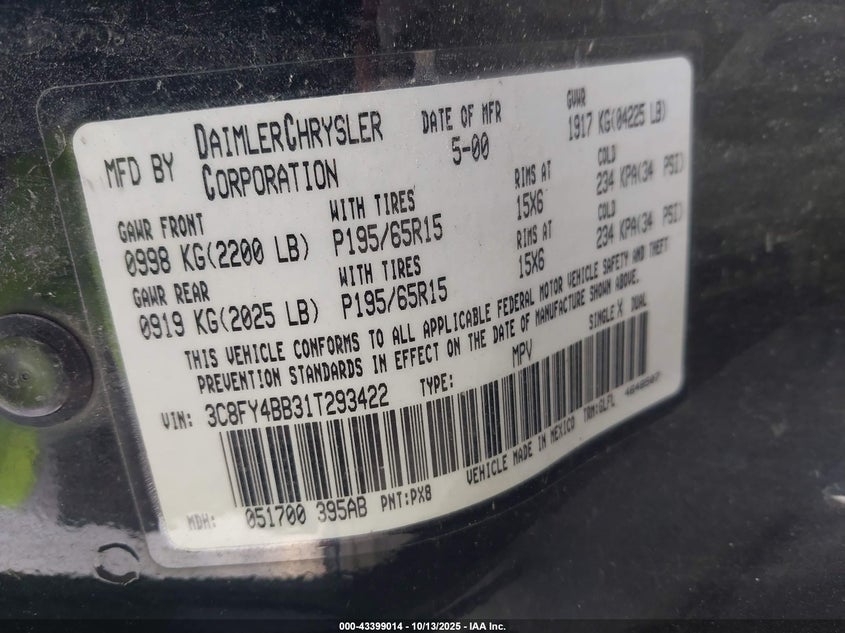 MFD BY DAIMLERCHRYSLER CORPORATION
DATE OF MFR 5-00
GVWR 1917 KG(04225 LB)
GAWR FRONT WITH TIRES RIMS AT COLD
0998 KG(2200 LB) P195/65R15 15X6 234 KPA(34 PSI)
GAWR REAR WITH TIRES RIMS AT COLD
0919 KG(2025 LB) P195/65R15 15X6 234 KPA(34 PSI)
THIS VEHICLE CONFORMS TO ALL APPLICABLE FEDERAL MOTOR VEHICLE SAFETY AND THEFT
PREVENTION STANDARDS IN EFFECT ON THE DATE OF MANUFACTURE SHOWN ABOVE.
VIN: 3C8FY4BB31T293422 TYPE: MPV SINGLE X DUAL
MDH: 051700 395AB PNT:PX8 VEHICLE MADE IN MEXICO TRM:GLFL
000-43399014 - 10/13/2025 - IAA Inc.